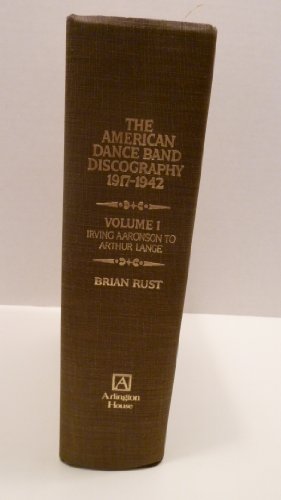 THE
AMERICAN
DANCE BAND
DISCOGRAPHY
1917-1942
VOLUME I
IRVING AARONSON TO
ARTHUR LANGE
BRIAN RUST
A
Arlington
House